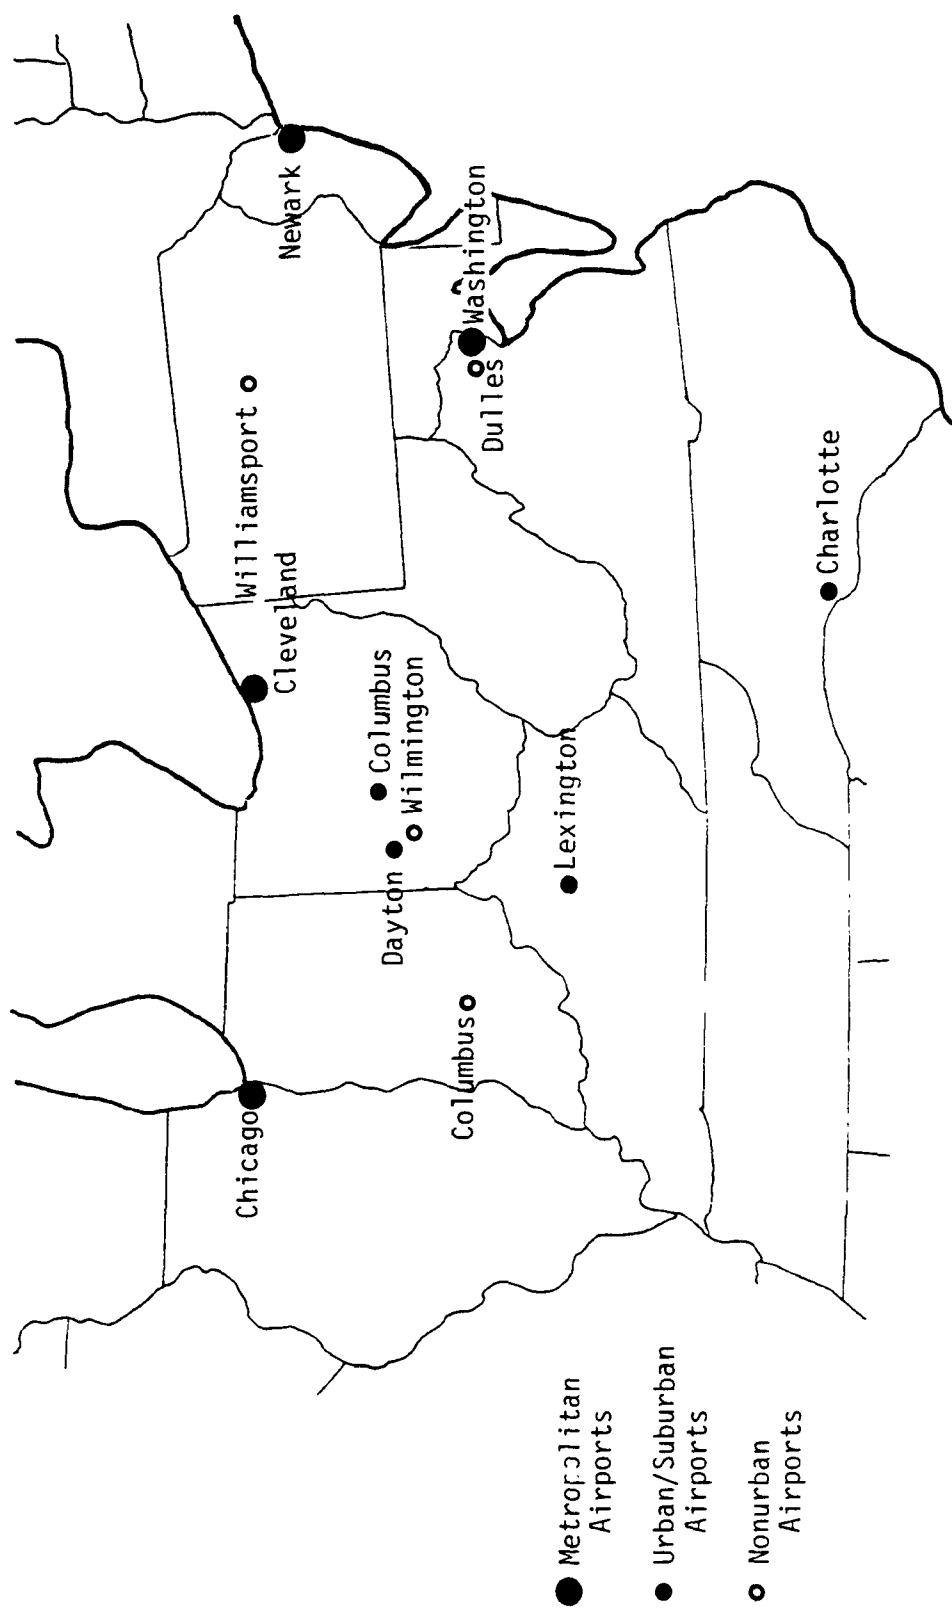 Chicago
Cleveland
Williamsport
Newark
Columbus
Dayton
Wilmington
Columbus
Dulles
Washington
Lexington
Charlotte
Metropolitan
Airports
Urban/Suburban
Airports
Nonurban
Airports